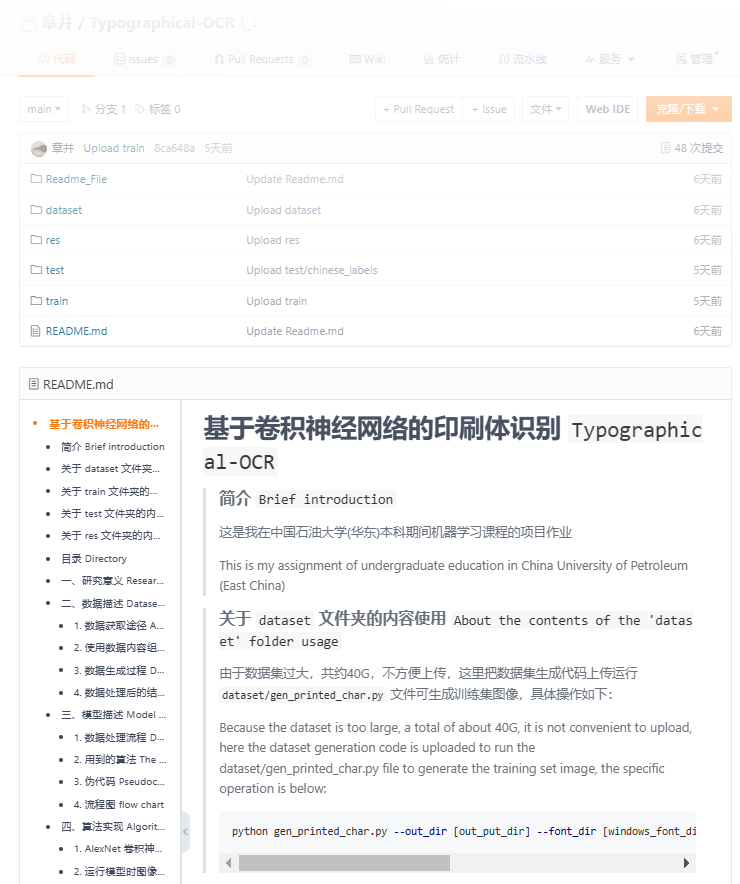 章井 / Typographical-OCR
代码 Issues 0 Pull Requests 0 Wiki 统计 流水线 服务 管理
main 分支 1 标签 0 + Pull Request + Issue 文件 Web IDE 克隆/下载
章井 Upload train 8ca648a 5天前 48 次提交
Readme_File Update Readme.md 6天前
dataset Upload dataset 6天前
res Upload res 6天前
test Upload test/chinese_labels 5天前
train Upload train 5天前
README.md Update Readme.md 6天前
README.md
基于卷积神经网络的...
简介 Brief introduction
关于 dataset 文件夹...
关于 train 文件夹的...
关于 test 文件夹的内...
关于 res 文件夹的内...
目录 Directory
一、研究意义 Resear...
二、数据描述 Datase...
1. 数据获取途径 A...
2. 使用数据内容组...
3. 数据生成过程 D...
4. 数据处理后的结...
三、模型描述 Model ...
1. 数据处理流程 D...
2. 用到的算法 The ...
3. 伪代码 Pseudoc...
4. 流程图 flow chart
四、算法实现 Algorit...
1. AlexNet 卷积神...
2. 运行模型时图像...
基于卷积神经网络的印刷体识别 Typographic
al-OCR
简介 Brief introduction
这是我在中国石油大学(华东)本科期间机器学习课程的项目作业
This is my assignment of undergraduate education in China University of Petroleum
(East China)
关于 dataset 文件夹的内容使用 About the contents of the 'datas
et' folder usage
由于数据集过大，共约40G，不方便上传，这里把数据集生成代码上传运行
dataset/gen_printed_char.py 文件可生成训练集图像，具体操作如下：
Because the dataset is too large, a total of about 40G, it is not convenient to upload,
here the dataset generation code is uploaded to run the
dataset/gen_printed_char.py file to generate the training set image, the specific
operation is below:
python gen_printed_char.py --out_dir [out_put_dir] --font_dir [windows_font_di